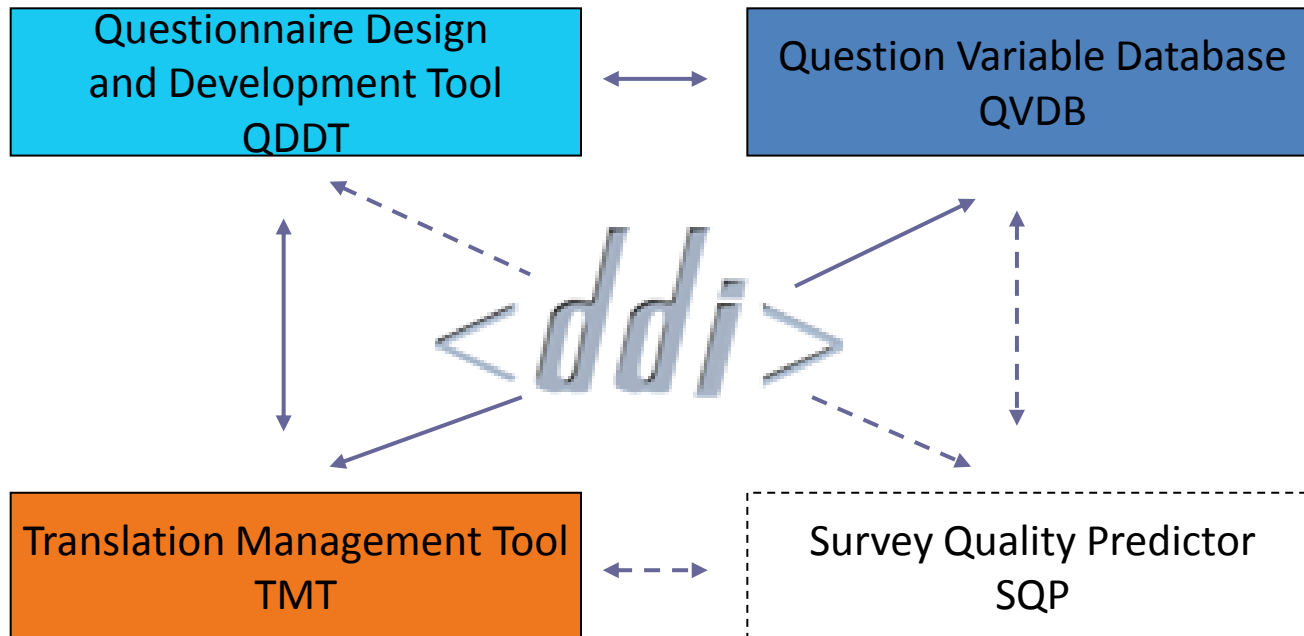 Questionnaire Design
and Development Tool
QDDT
Question Variable Database
QVDB
<ddi>
Translation Management Tool
TMT
Survey Quality Predictor
SQP